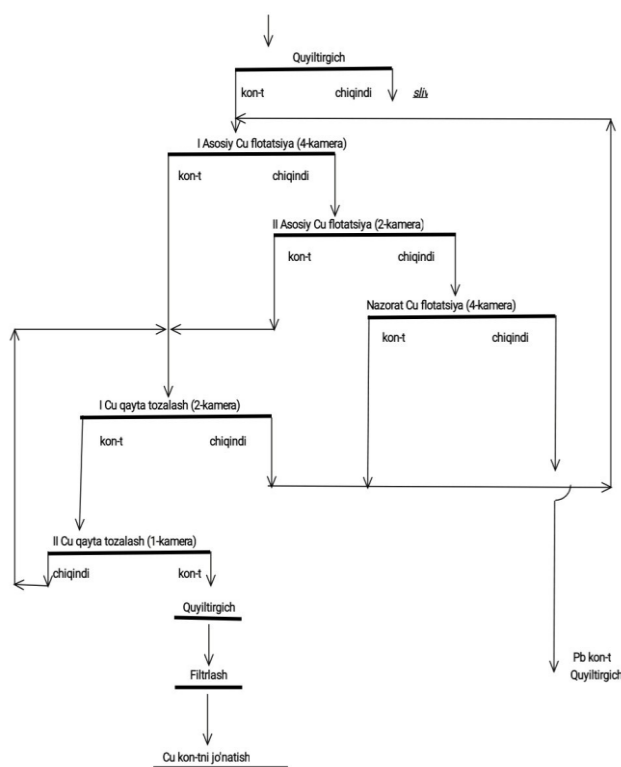 Quyiltirgich
kon-t chiqindi sliv
I Asosiy Cu flotatsiya (4-kamera)
kon-t chiqindi
II Asosiy Cu flotatsiya (2-kamera)
kon-t chiqindi
Nazorat Cu flotatsiya (4-kamera)
kon-t chiqindi
I Cu qayta tozalash (2-kamera)
kon-t chiqindi
II Cu qayta tozalash (1-kamera)
chiqindi kon-t
Quyiltirgich
Filtrlash
Cu kon-tni jo'natish
Pb kon-t
Quyiltirgich